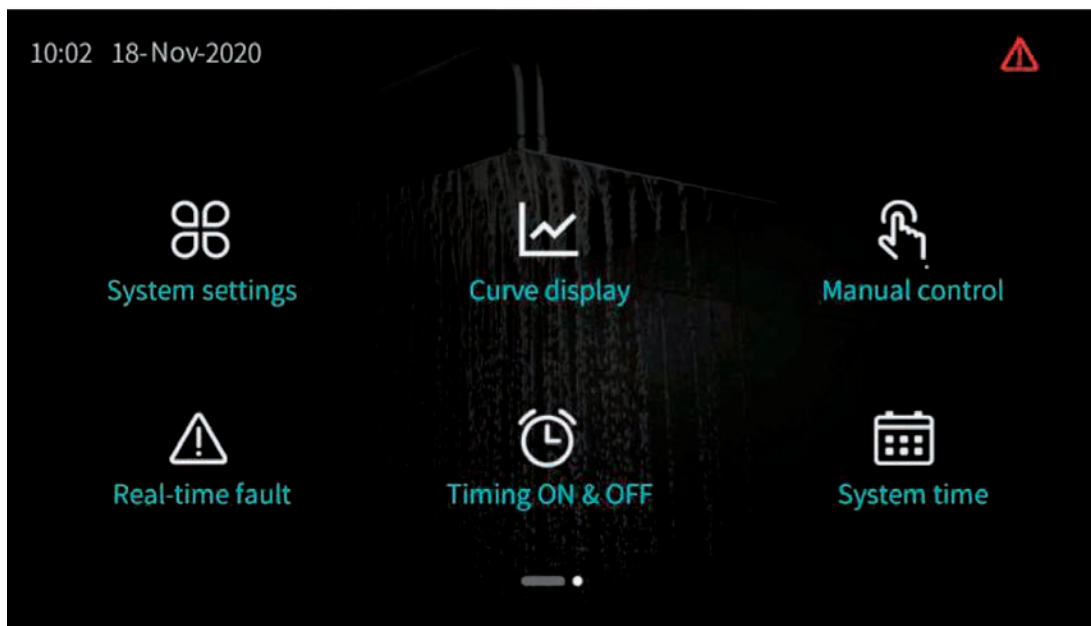 10:02 18-Nov-2020
System settings Curve display Manual control
Real-time fault Timing ON & OFF System time